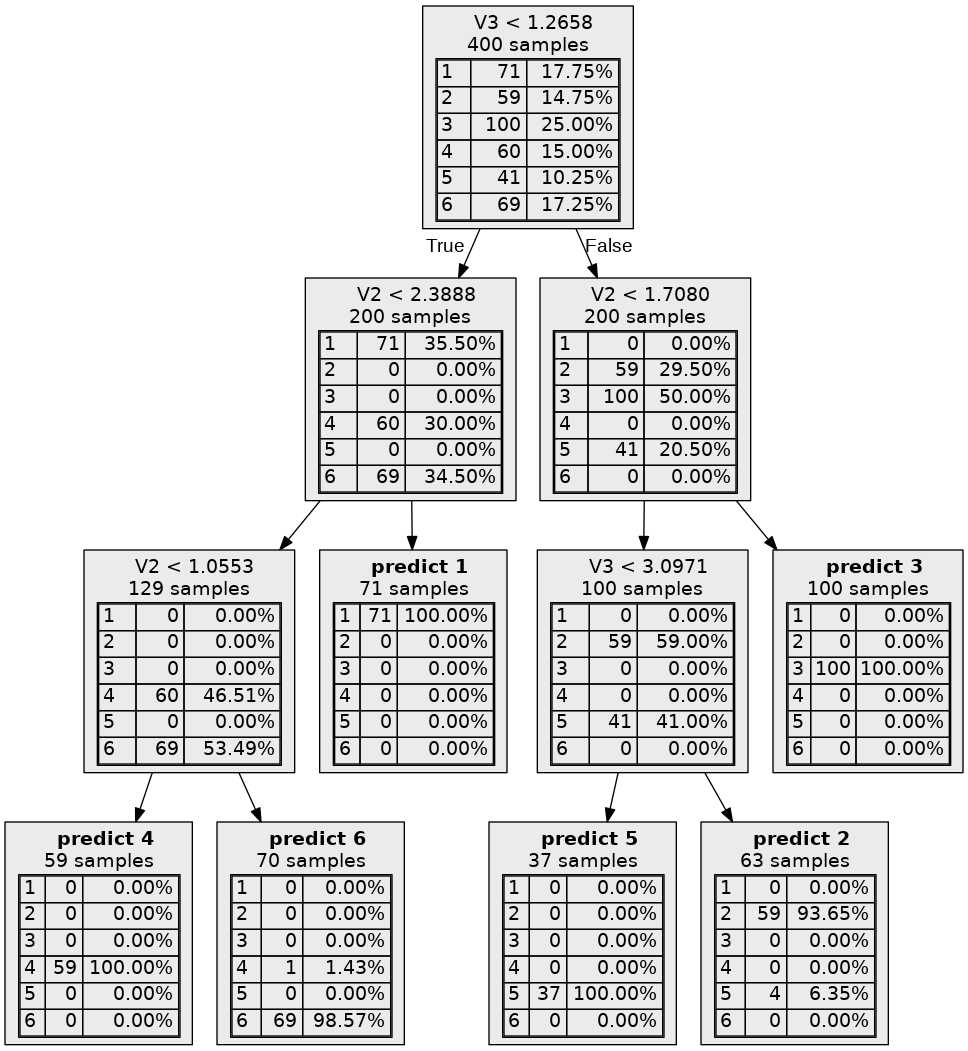 V3 < 1.2658
400 samples
1 71 17.75%
2 59 14.75%
3 100 25.00%
4 60 15.00%
5 41 10.25%
6 69 17.25%
True
False
V2 < 2.3888
200 samples
1 71 35.50%
2 0 0.00%
3 0 0.00%
4 60 30.00%
5 0 0.00%
6 69 34.50%
V2 < 1.7080
200 samples
1 0 0.00%
2 59 29.50%
3 100 50.00%
4 0 0.00%
5 41 20.50%
6 0 0.00%
V2 < 1.0553
129 samples
1 0 0.00%
2 0 0.00%
3 0 0.00%
4 60 46.51%
5 0 0.00%
6 69 53.49%
predict 1
71 samples
1 71 100.00%
2 0 0.00%
3 0 0.00%
4 0 0.00%
5 0 0.00%
6 0 0.00%
V3 < 3.0971
100 samples
1 0 0.00%
2 59 59.00%
3 0 0.00%
4 0 0.00%
5 41 41.00%
6 0 0.00%
predict 3
100 samples
1 0 0.00%
2 0 0.00%
3 100 100.00%
4 0 0.00%
5 0 0.00%
6 0 0.00%
predict 4
59 samples
1 0 0.00%
2 0 0.00%
3 0 0.00%
4 59 100.00%
5 0 0.00%
6 0 0.00%
predict 6
70 samples
1 0 0.00%
2 0 0.00%
3 0 0.00%
4 1 1.43%
5 0 0.00%
6 69 98.57%
predict 5
37 samples
1 0 0.00%
2 0 0.00%
3 0 0.00%
4 0 0.00%
5 37 100.00%
6 0 0.00%
predict 2
63 samples
1 0 0.00%
2 59 93.65%
3 0 0.00%
4 0 0.00%
5 4 6.35%
6 0 0.00%